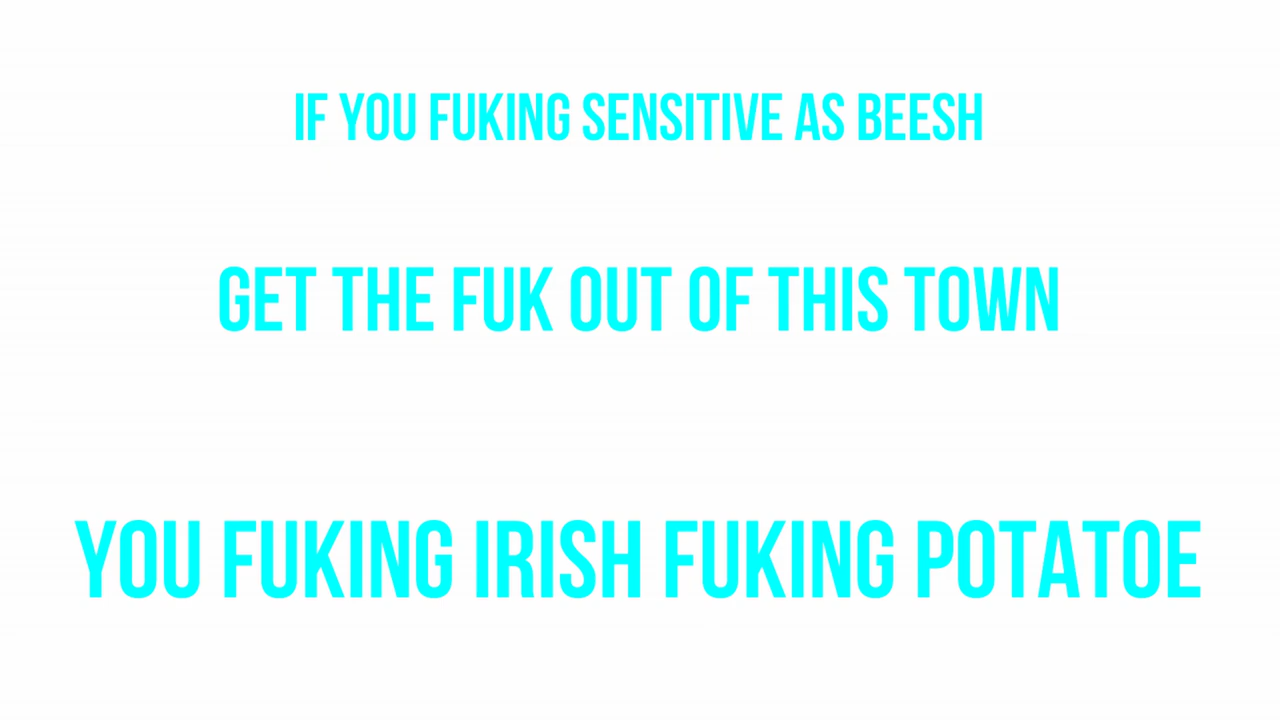 IF YOU FUKING SENSITIVE AS BEESH
GET THE FUK OUT OF THIS TOWN
YOU FUKING IRISH FUKING POTATOE